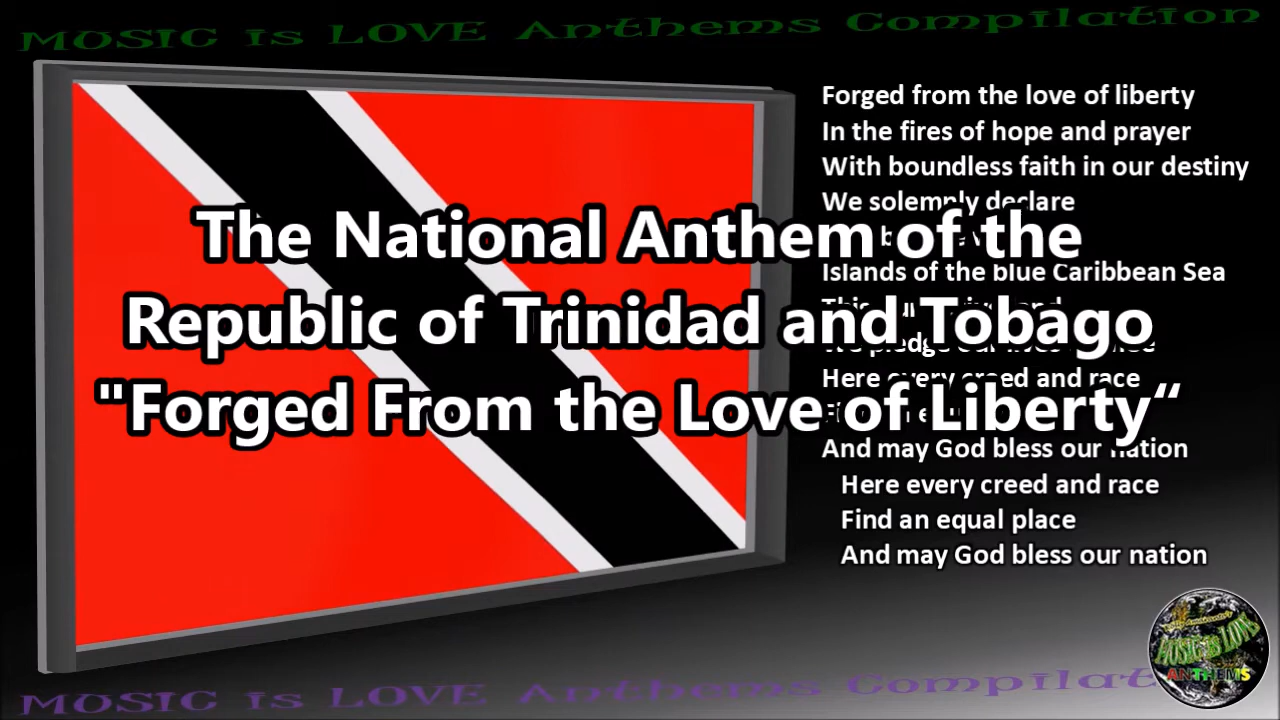 MUSIC is LOVE Anthems Compilation
Forged from the love of liberty
In the fires of hope and prayer
With boundless faith in our destiny
We solemnly declare
Islands of the blue Caribbean Sea
Here every creed and race
And may God bless our nation
Here every creed and race
Find an equal place
And may God bless our nation
The National Anthem of the
Republic of Trinidad and Tobago
"Forged From the Love of Liberty“
MUSIC is LOVE
ANTHEMS
MUSIC is LOVE Anthems Compilat